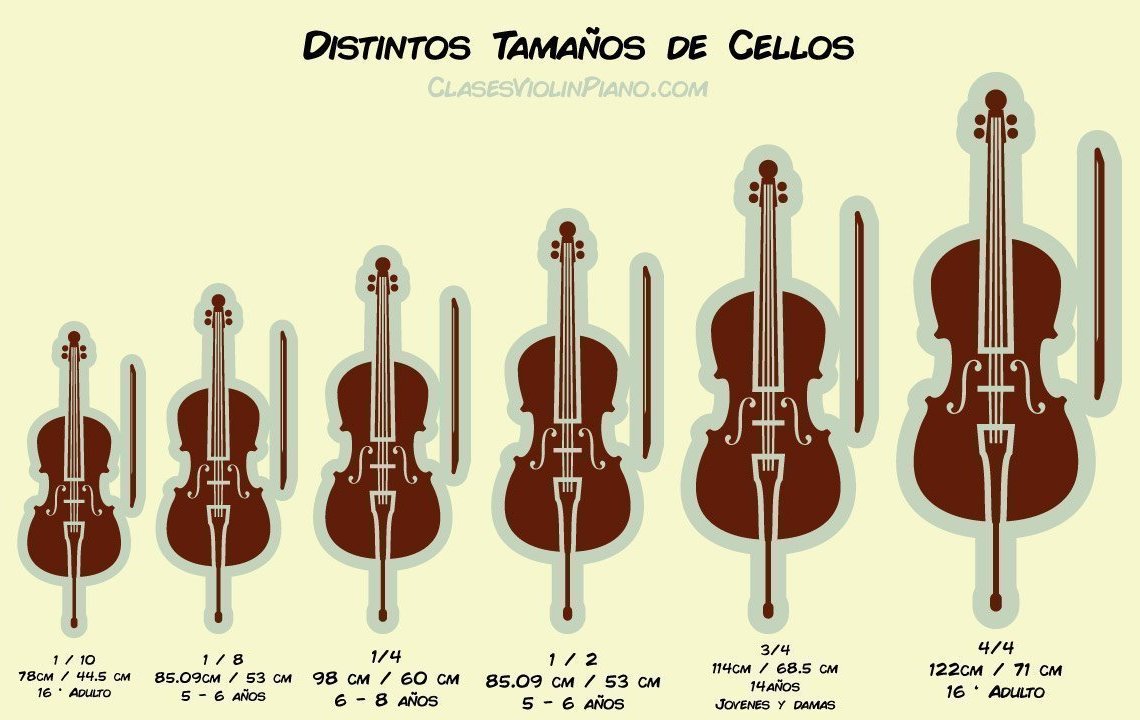 Distintos Tamaños de Cellos
ClasesViolinPiano.com
1 / 10
78cm / 44.5 cm
16 ' Adulto
1 / 8
85.09cm / 53 cm
5 - 6 años
1/4
98 cm / 60 cm
6 - 8 años
1 / 2
85.09 cm / 53 cm
5 - 6 años
3/4
114cm / 68.5 cm
14años
Jovenes y damas
4/4
122cm / 71 cm
16 ' Adulto